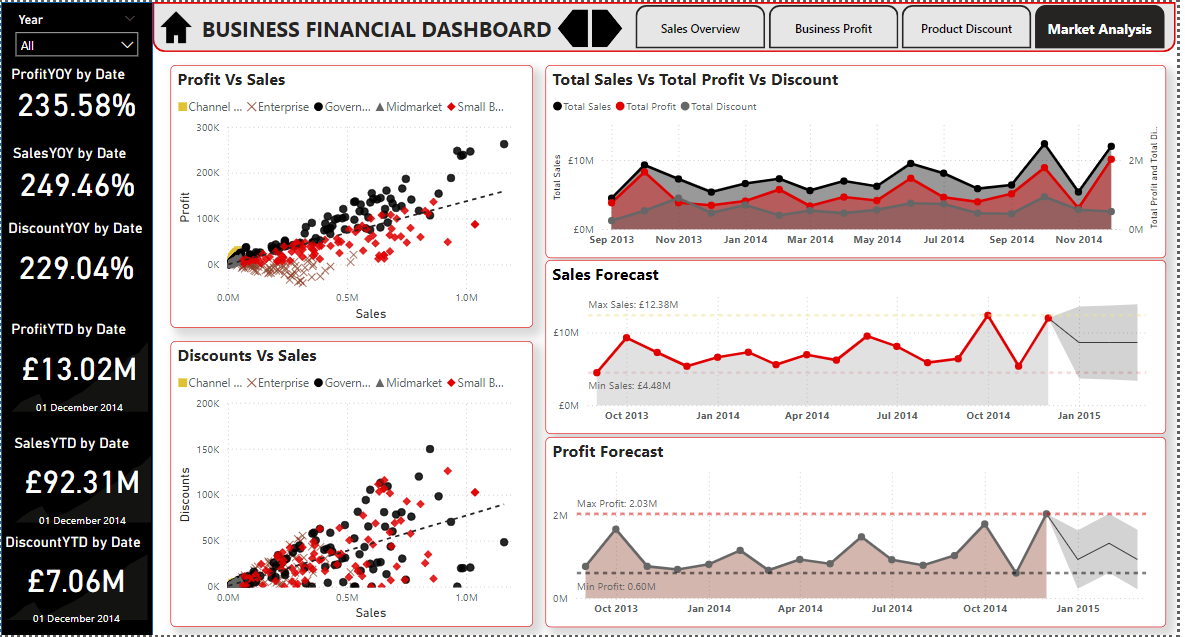 Year
All
ProfitYOY by Date
235.58%
SalesYOY by Date
249.46%
DiscountYOY by Date
229.04%
ProfitYTD by Date
£13.02M
01 December 2014
SalesYTD by Date
£92.31M
01 December 2014
DiscountYTD by Date
£7.06M
01 December 2014
BUSINESS FINANCIAL DASHBOARD
Sales Overview
Business Profit
Product Discount
Market Analysis
Profit Vs Sales
Channel ... Enterprise Govern... Midmarket Small B...
Profit
300K
200K
100K
0K
0.0M 0.5M 1.0M
Sales
Discounts Vs Sales
Channel ... Enterprise Govern... Midmarket Small B...
Discounts
200K
150K
100K
50K
0K
0.0M 0.5M 1.0M
Sales
Total Sales Vs Total Profit Vs Discount
Total Sales Total Profit Total Discount
Total Sales
£10M
£0M
2M
0M
Total Profit and Total Di...
Sep 2013 Nov 2013 Jan 2014 Mar 2014 May 2014 Jul 2014 Sep 2014 Nov 2014
Sales Forecast
Max Sales: £12.38M
£10M
Min Sales: £4.48M
£0M
Oct 2013 Jan 2014 Apr 2014 Jul 2014 Oct 2014 Jan 2015
Profit Forecast
Max Profit: 2.03M
2M
Min Profit: 0.60M
0M
Oct 2013 Jan 2014 Apr 2014 Jul 2014 Oct 2014 Jan 2015